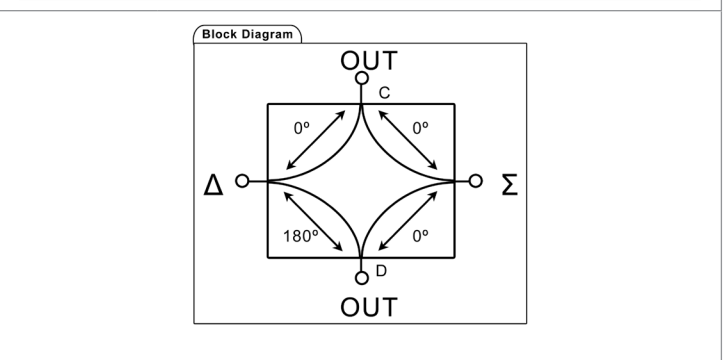 Block Diagram
OUT
C
0º 0º
Δ Σ
180º 0º
D
OUT